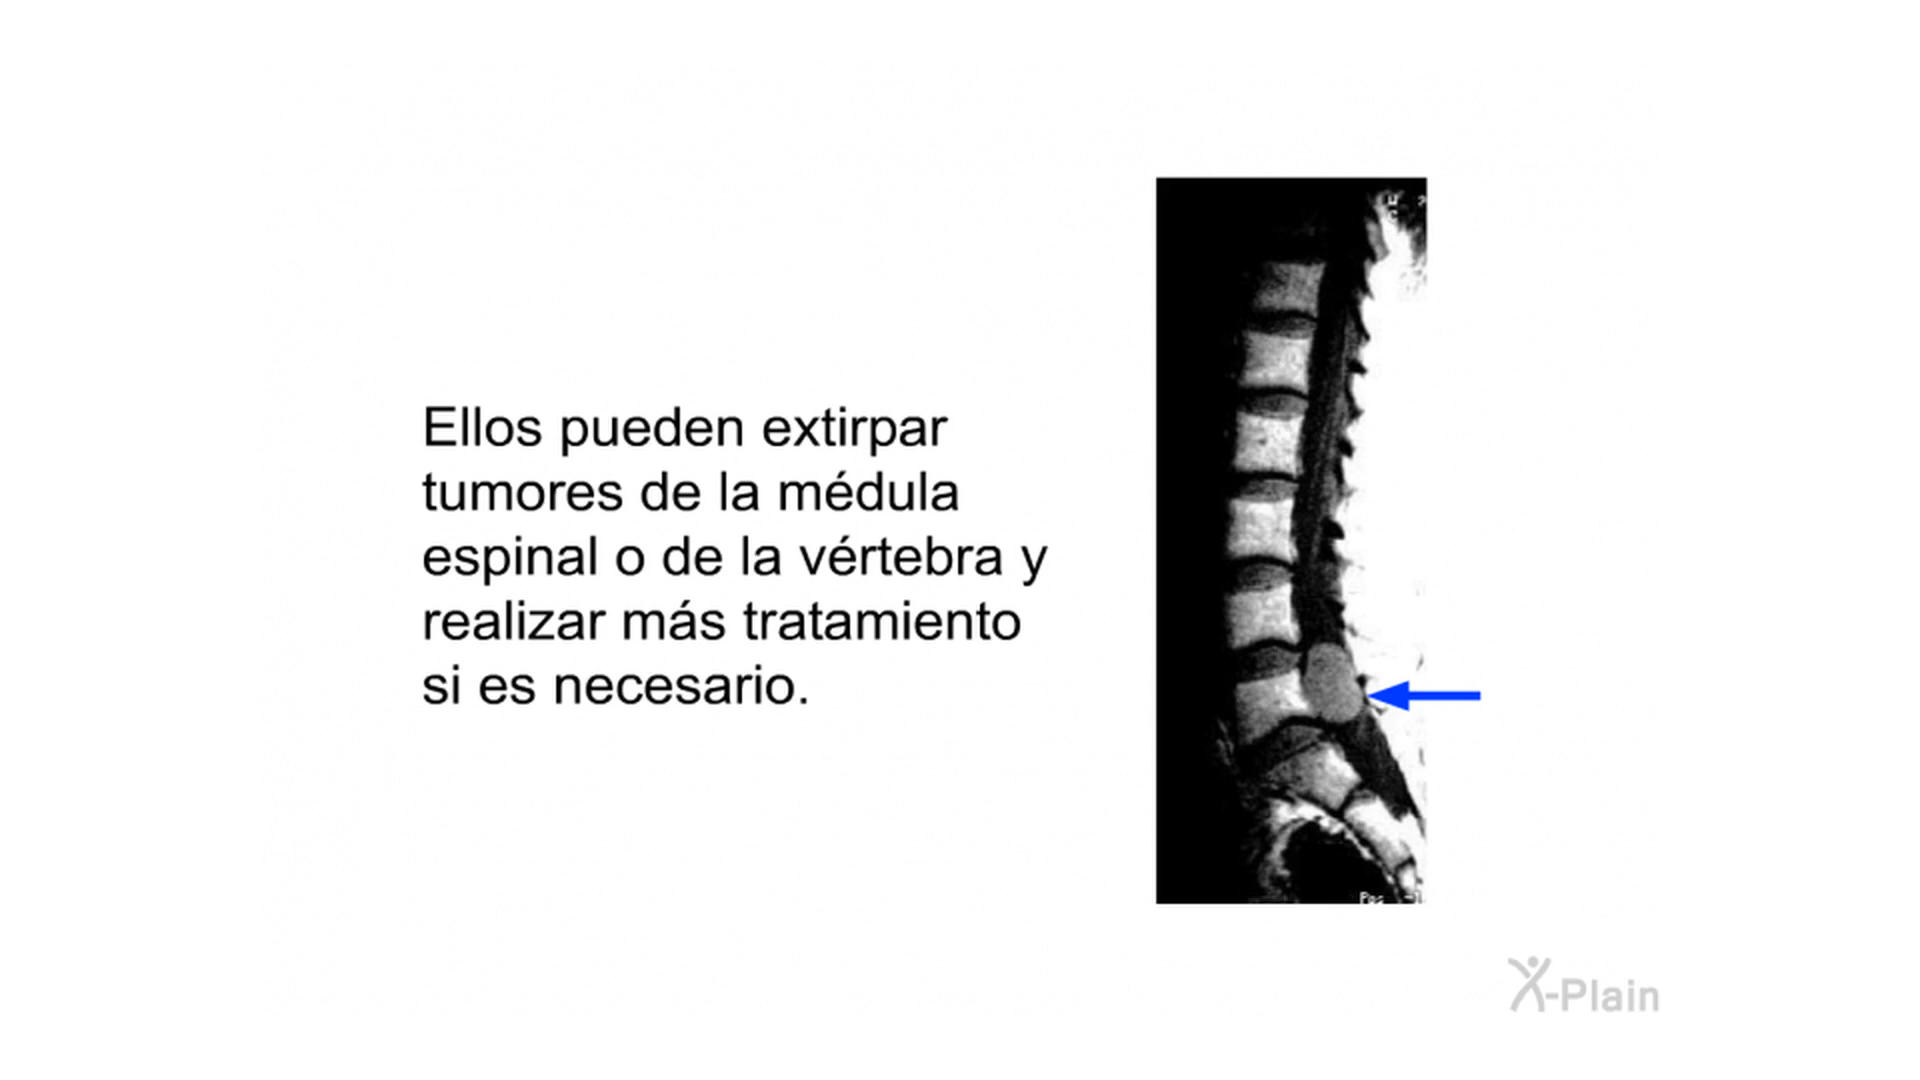 Ellos pueden extirpar
tumores de la médula
espinal o de la vértebra y
realizar más tratamiento
si es necesario.
X-Plain